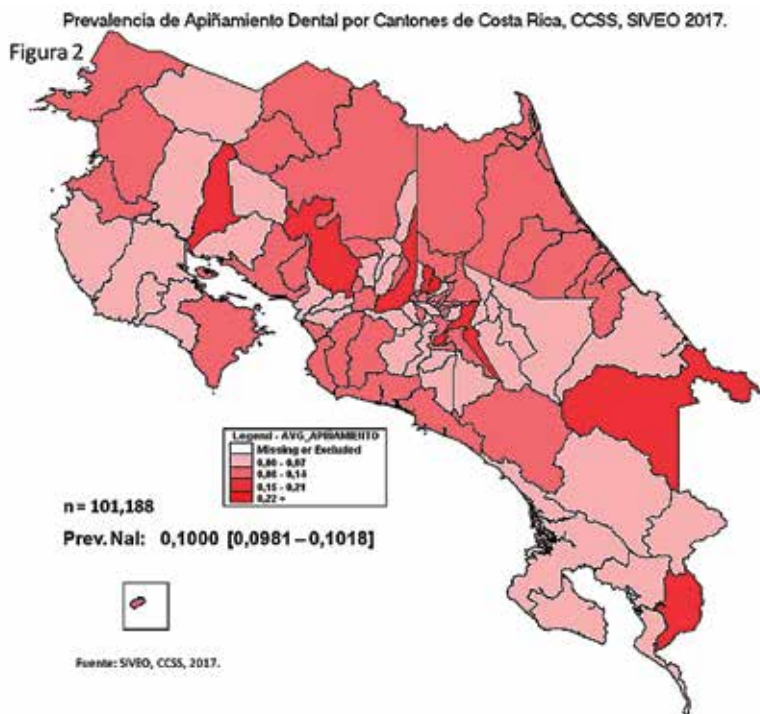 Prevalencia de Apiñamiento Dental por Cantones de Costa Rica, CCSS, SIVEO 2017.
Figura 2
Legend - AVG_APIÑAMIENTO
Missing or Excluded
0,00 - 0,07
0,08 - 0,14
0,15 - 0,21
0,22 +
n = 101,188
Prev. Nal: 0,1000 [0,0981 – 0,1018]
Fuente: SIVEO, CCSS, 2017.